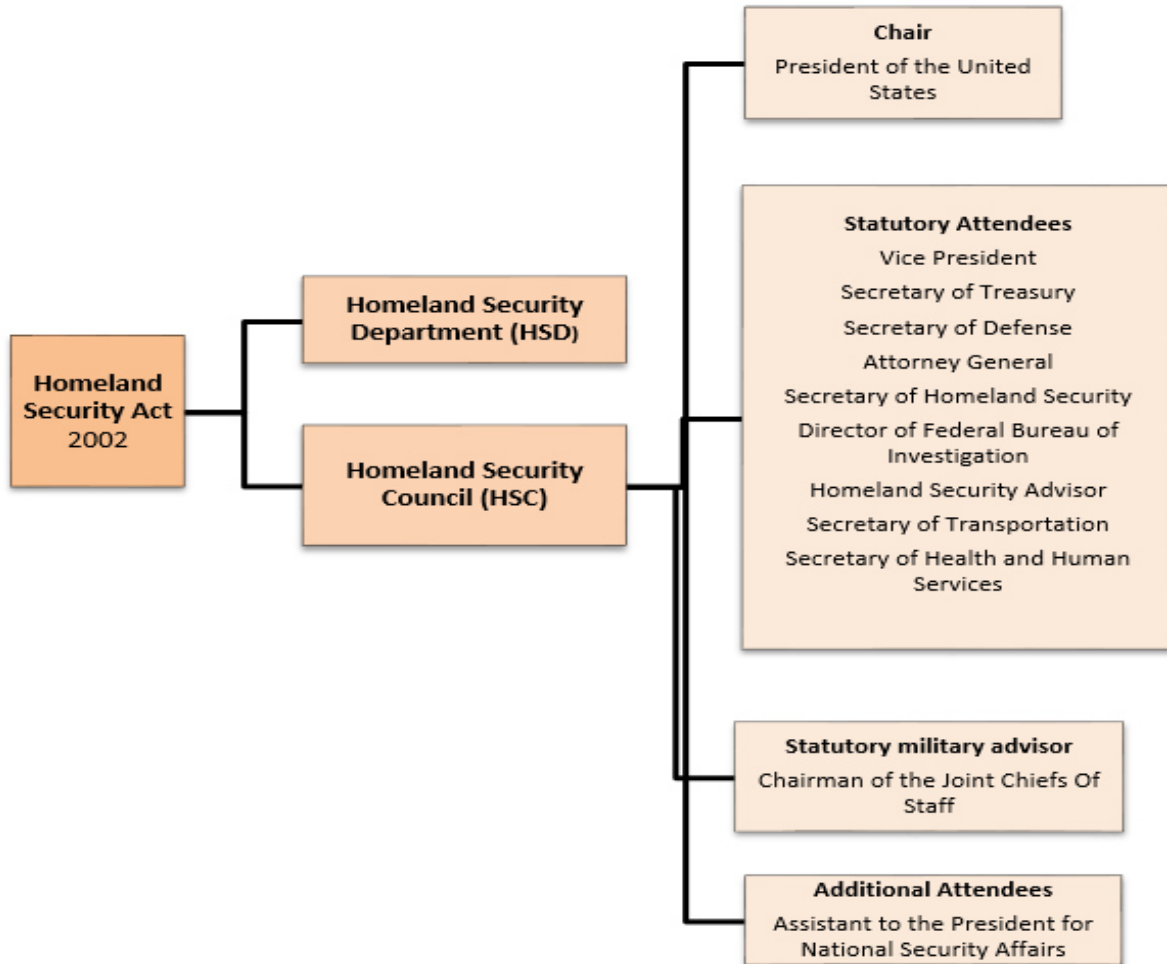 Homeland
Security Act
2002
Homeland Security
Department (HSD)
Homeland Security
Council (HSC)
Chair
President of the United
States
Statutory Attendees
Vice President
Secretary of Treasury
Secretary of Defense
Attorney General
Secretary of Homeland Security
Director of Federal Bureau of
Investigation
Homeland Security Advisor
Secretary of Transportation
Secretary of Health and Human
Services
Statutory military advisor
Chairman of the Joint Chiefs Of
Staff
Additional Attendees
Assistant to the President for
National Security Affairs